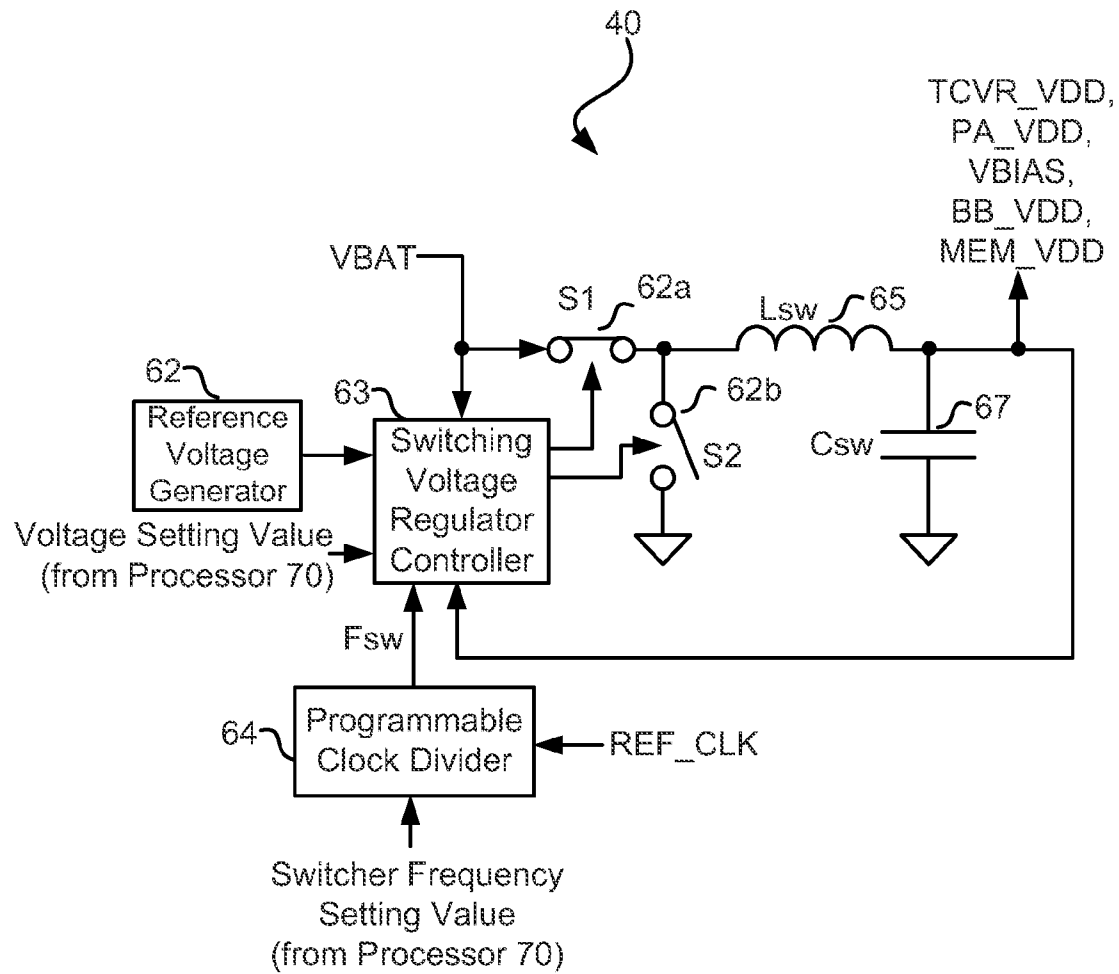 40
TCVR_VDD,
PA_VDD,
VBIAS,
BB_VDD,
MEM_VDD
VBAT
S1
62a
Lsw
65
62
Reference
Voltage
Generator
63
Switching
Voltage
Regulator
Controller
62b
S2
67
Csw
Voltage Setting Value
(from Processor 70)
Fsw
64
Programmable
Clock Divider
REF_CLK
Switcher Frequency
Setting Value
(from Processor 70)